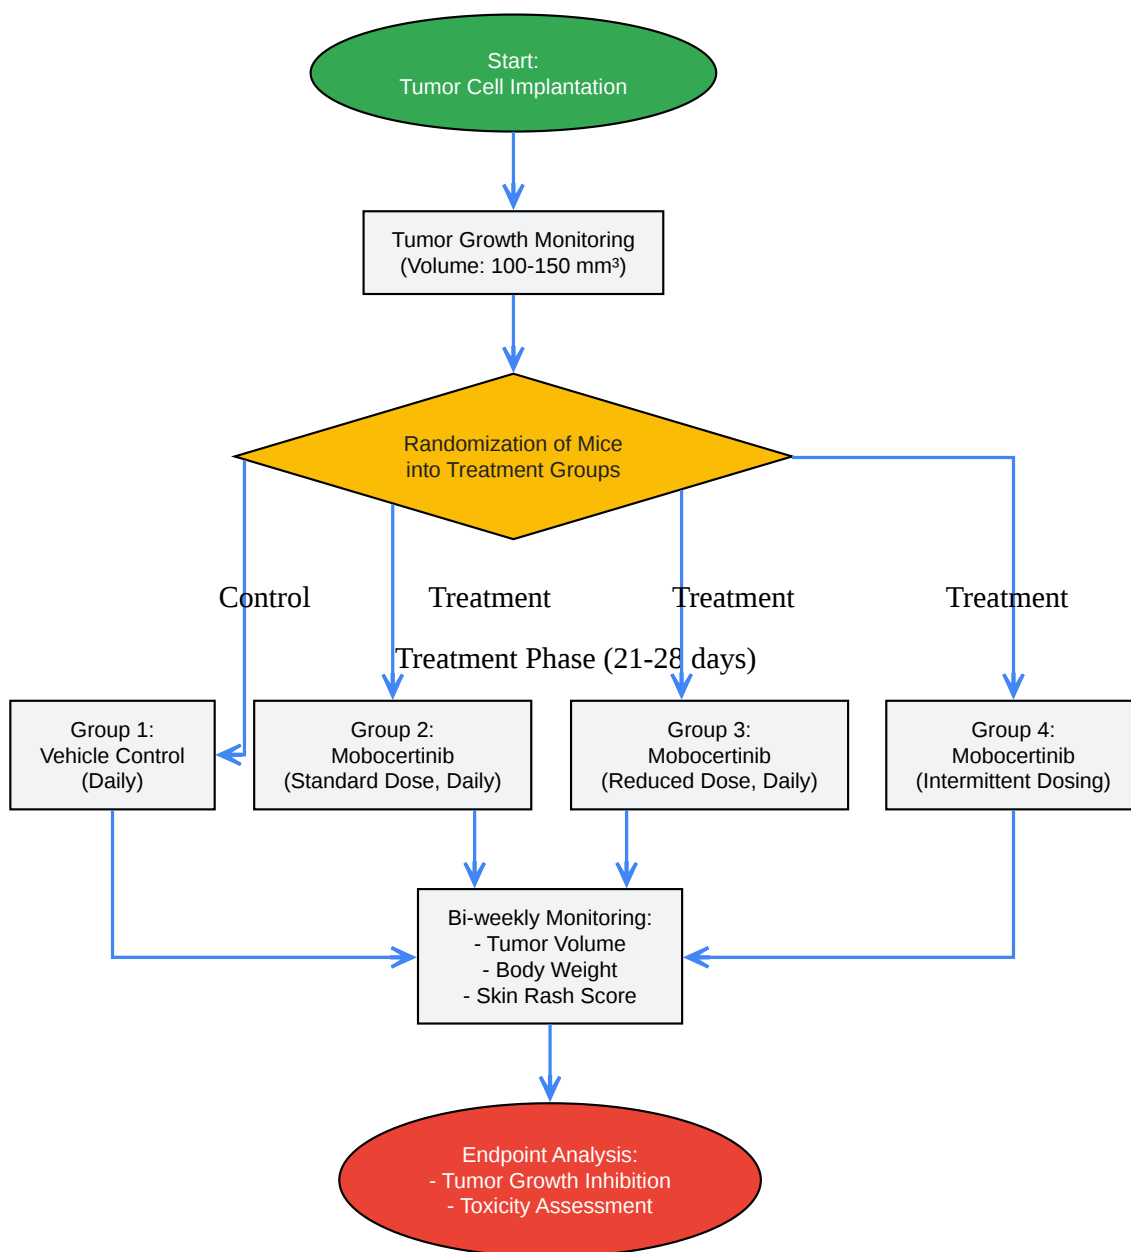 Start:
Tumor Cell Implantation
Tumor Growth Monitoring
(Volume: 100-150 mm³)
Randomization of Mice
into Treatment Groups
Control
Treatment
Treatment
Treatment
Treatment Phase (21-28 days)
Group 1:
Vehicle Control
(Daily)
Group 2:
Mobocertinib
(Standard Dose, Daily)
Group 3:
Mobocertinib
(Reduced Dose, Daily)
Group 4:
Mobocertinib
(Intermittent Dosing)
Bi-weekly Monitoring:
- Tumor Volume
- Body Weight
- Skin Rash Score
Endpoint Analysis:
- Tumor Growth Inhibition
- Toxicity Assessment